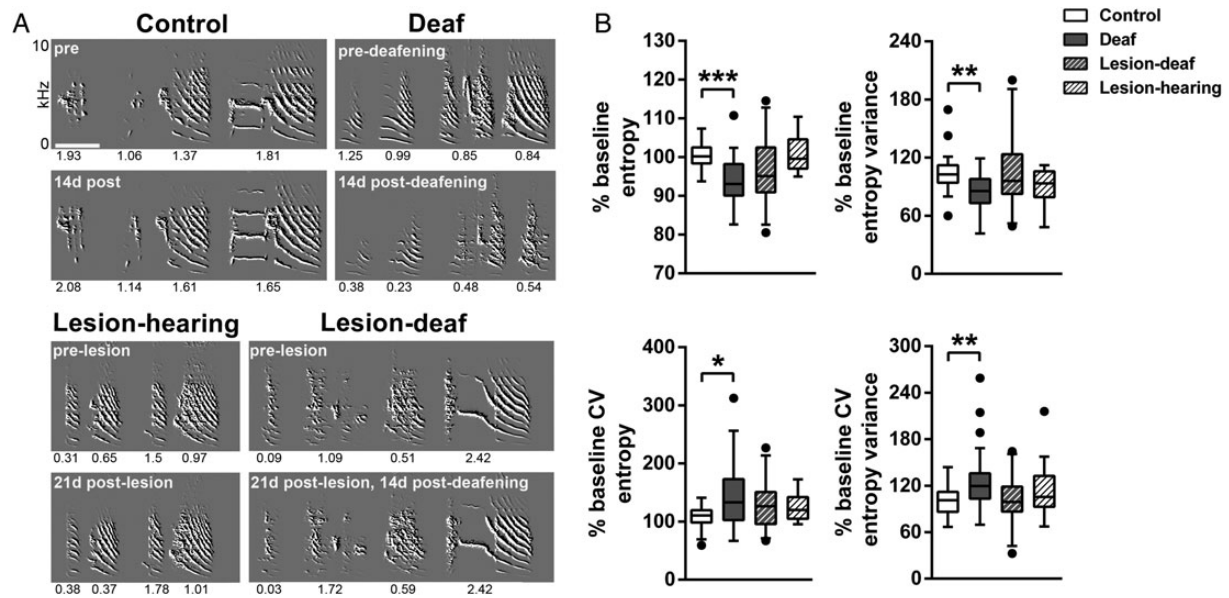 A
Control
Deaf
pre
pre-deafening
10
kHz
0
1.93 1.06 1.37 1.81
1.25 0.99 0.85 0.84
14d post
14d post-deafening
2.08 1.14 1.61 1.65
0.38 0.23 0.48 0.54
Lesion-hearing
Lesion-deaf
pre-lesion
pre-lesion
0.31 0.65 1.5 0.97
0.09 1.09 0.51 2.42
21d post-lesion
21d post-lesion, 14d post-deafening
0.38 0.37 1.78 1.01
0.03 1.72 0.59 2.42
B
Control
Deaf
Lesion-deaf
Lesion-hearing
% baseline
entropy
130
120
110
100
90
80
70
***
% baseline
entropy variance
240
180
120
60
0
**
% baseline CV
entropy
400
300
200
100
0
*
% baseline CV
entropy variance
300
240
180
120
60
0
**